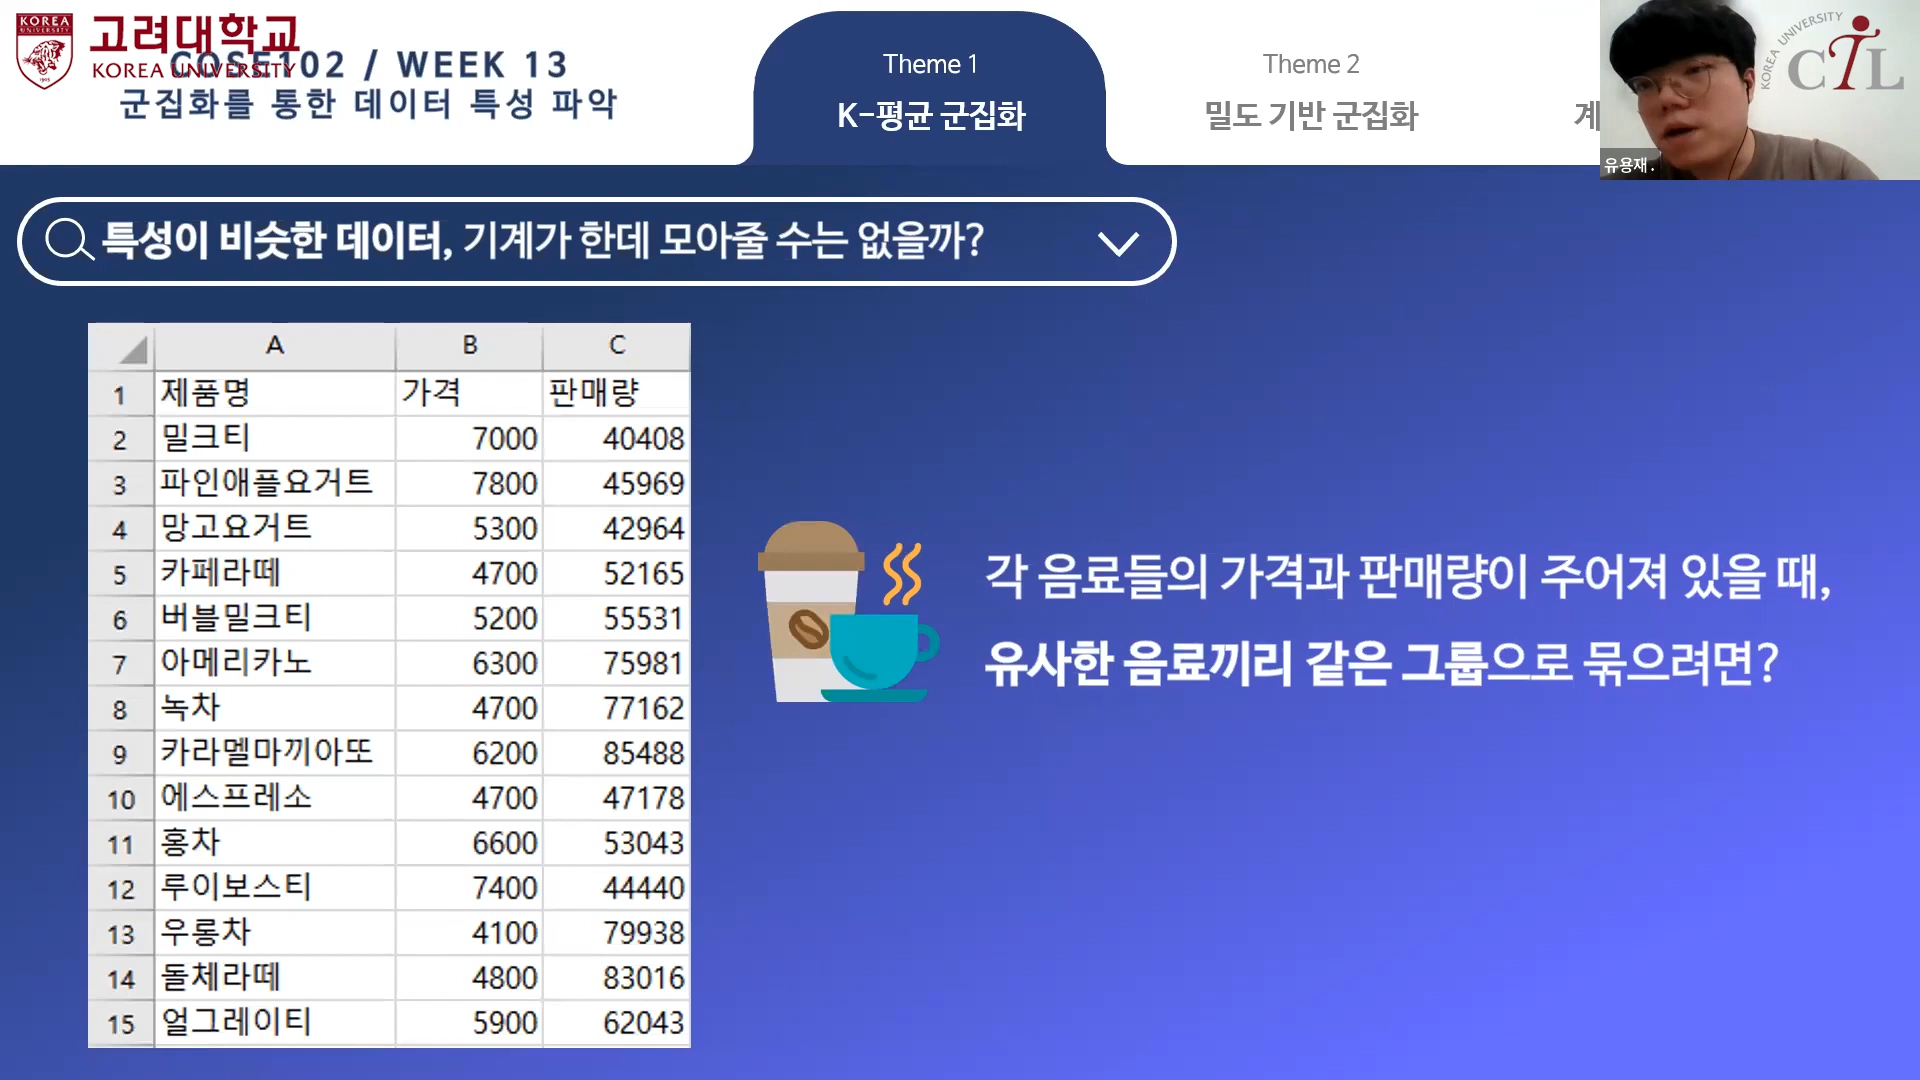 KOREA
UNIVERSITY
1905
고려대학교
KOREA UNIVERSITY
COSE102 / WEEK 13
군집화를 통한 데이터 특성 파악
Theme 1
K-평균 군집화
Theme 2
밀도 기반 군집화
계
유용재 .
KOREA UNIVERSITY
CTL
특성이 비슷한 데이터, 기계가 한데 모아줄 수는 없을까?
A B C
1 제품명 가격 판매량
2 밀크티 7000 40408
3 파인애플요거트 7800 45969
4 망고요거트 5300 42964
5 카페라떼 4700 52165
6 버블밀크티 5200 55531
7 아메리카노 6300 75981
8 녹차 4700 77162
9 카라멜마끼아또 6200 85488
10 에스프레소 4700 47178
11 홍차 6600 53043
12 루이보스티 7400 44440
13 우롱차 4100 79938
14 돌체라떼 4800 83016
15 얼그레이티 5900 62043
각 음료들의 가격과 판매량이 주어져 있을 때,
유사한 음료끼리 같은 그룹으로 묶으려면?